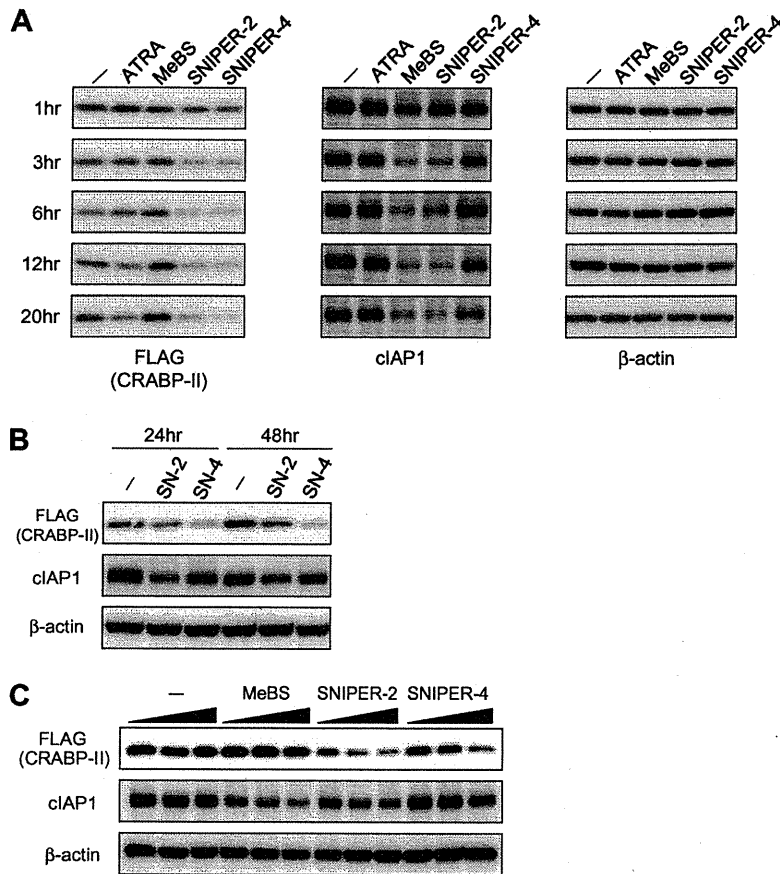 A
— ATRA MeBS SNIPER-2 SNIPER-4
— ATRA MeBS SNIPER-2 SNIPER-4
— ATRA MeBS SNIPER-2 SNIPER-4
1hr
3hr
6hr
12hr
20hr
FLAG
(CRABP-II)
cIAP1
β-actin
B
24hr 48hr
— SN-2 SN-4 — SN-2 SN-4
FLAG
(CRABP-II)
cIAP1
β-actin
C
— MeBS SNIPER-2 SNIPER-4
FLAG
(CRABP-II)
cIAP1
β-actin